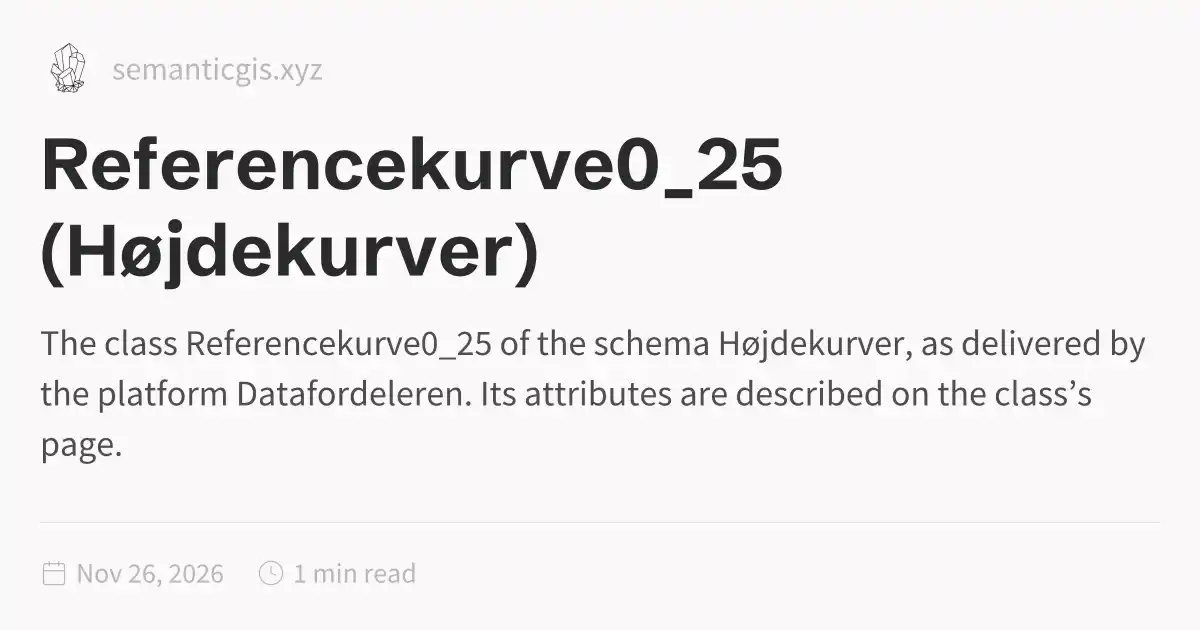 semanticgis.xyz
Referencekurve0_25
(Højdekurver)
The class Referencekurve0_25 of the schema Højdekurver, as delivered by
the platform Datafordeleren. Its attributes are described on the class’s
page.
Nov 26, 2026 1 min read